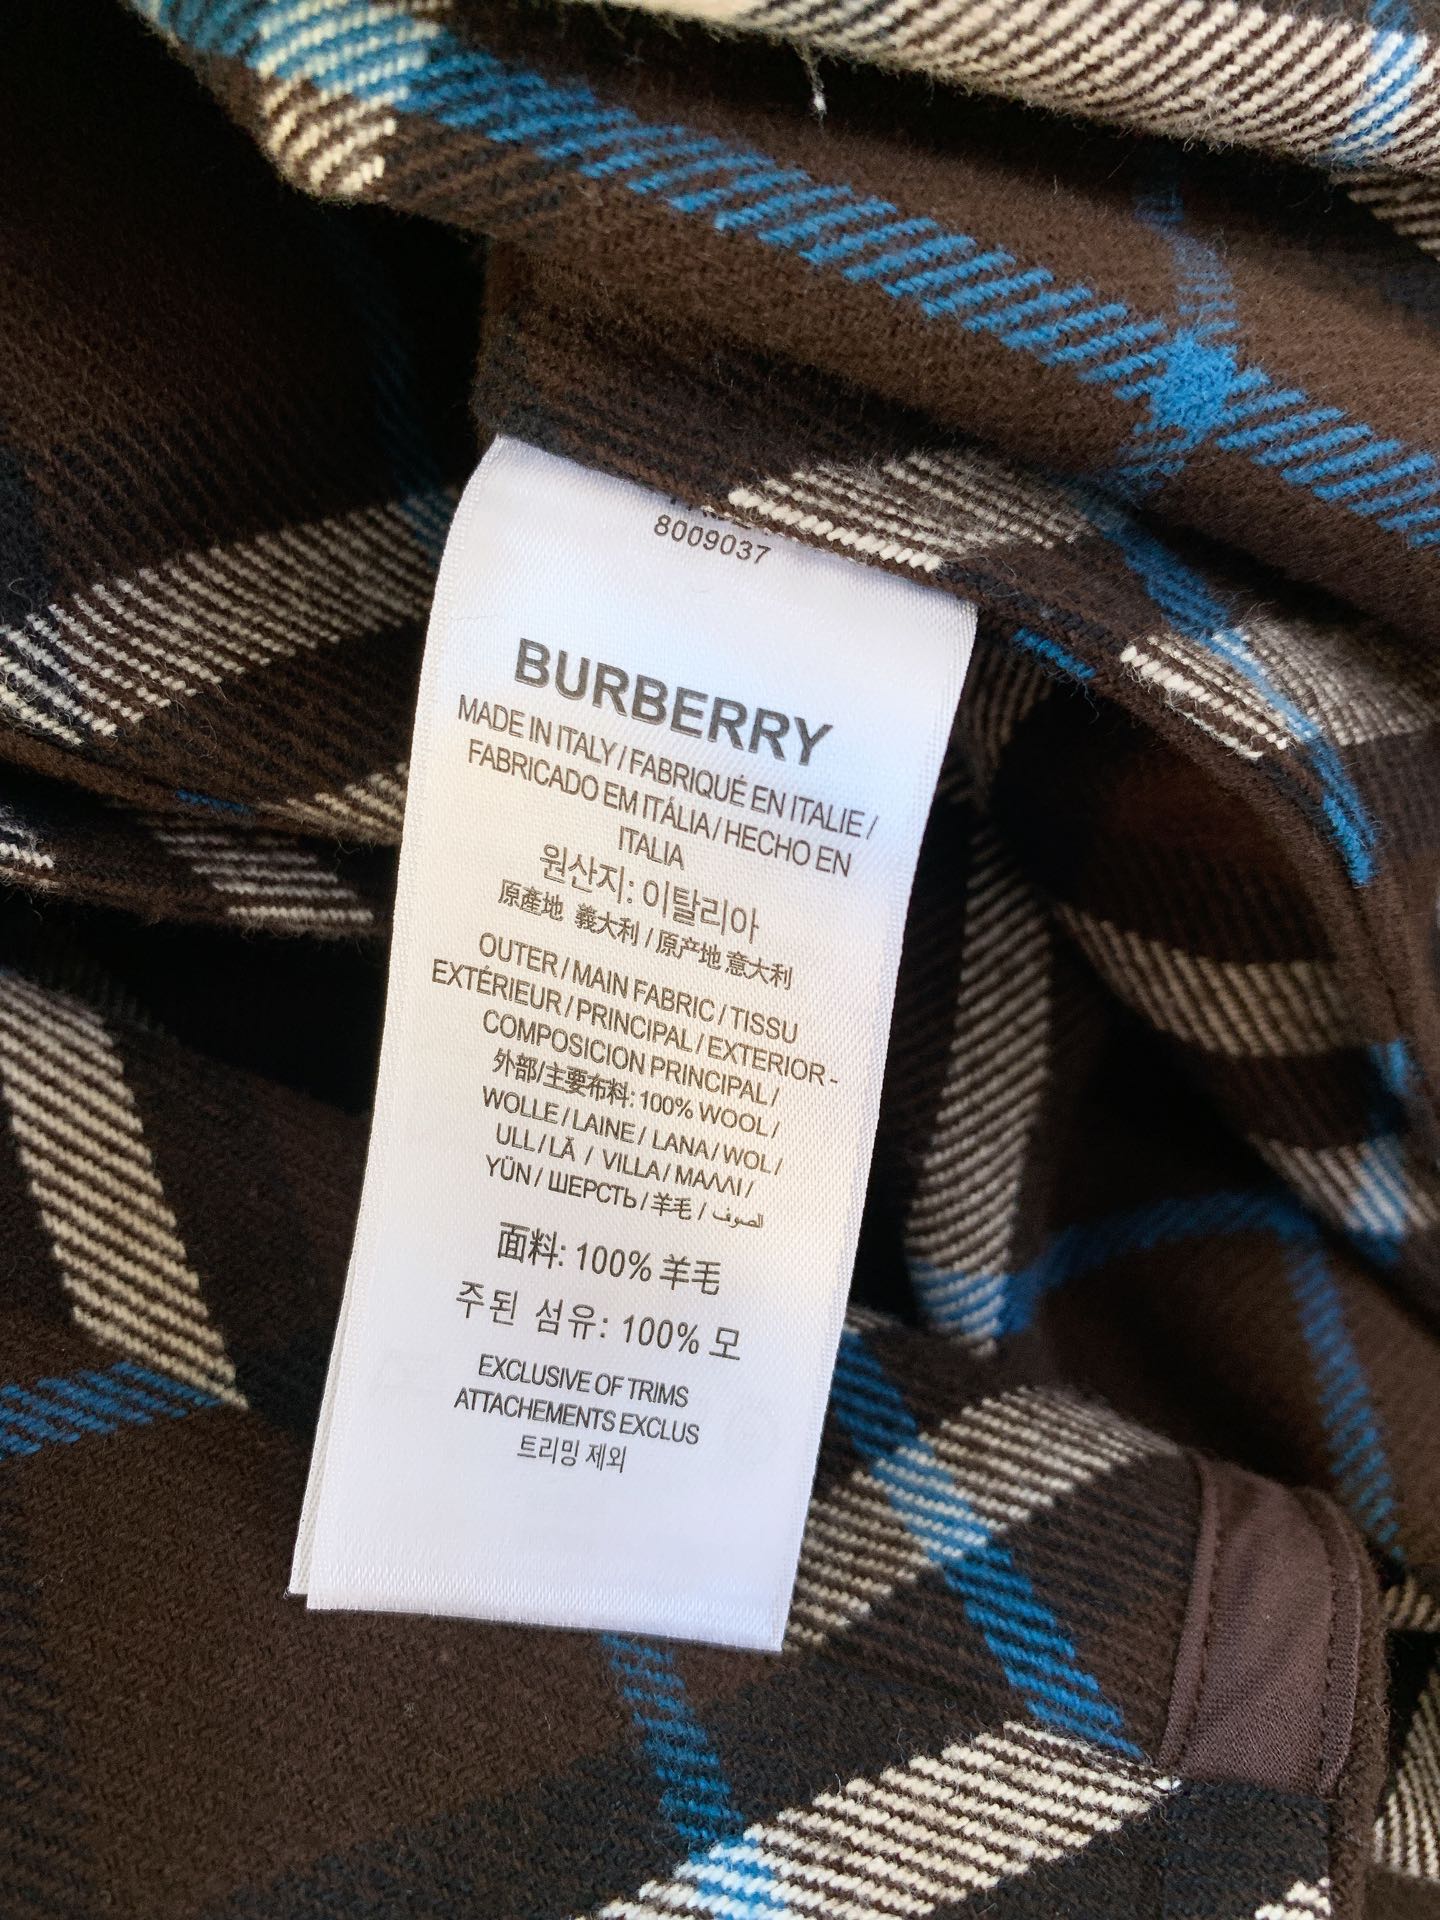 8009037
BURBERRY
MADE IN ITALY / FABRIQUÉ EN ITALIE /
FABRICADO EM ITÁLIA / HECHO EN
ITALIA
원산지: 이탈리아
原產地 義大利 / 原产地 意大利
OUTER / MAIN FABRIC / TISSU
EXTÉRIEUR / PRINCIPAL / EXTERIOR -
COMPOSICION PRINCIPAL /
外部/主要布料: 100% WOOL /
WOLLE / LAINE / LANA / WOL /
ULL / LÃ / VILLA / ΜΑΛΛΙ /
YÜN / ШЕРСТЬ / 羊毛 / الصوف
面料: 100% 羊毛
주된 섬유: 100% 모
EXCLUSIVE OF TRIMS
ATTACHEMENTS EXCLUS
트리밍 제외